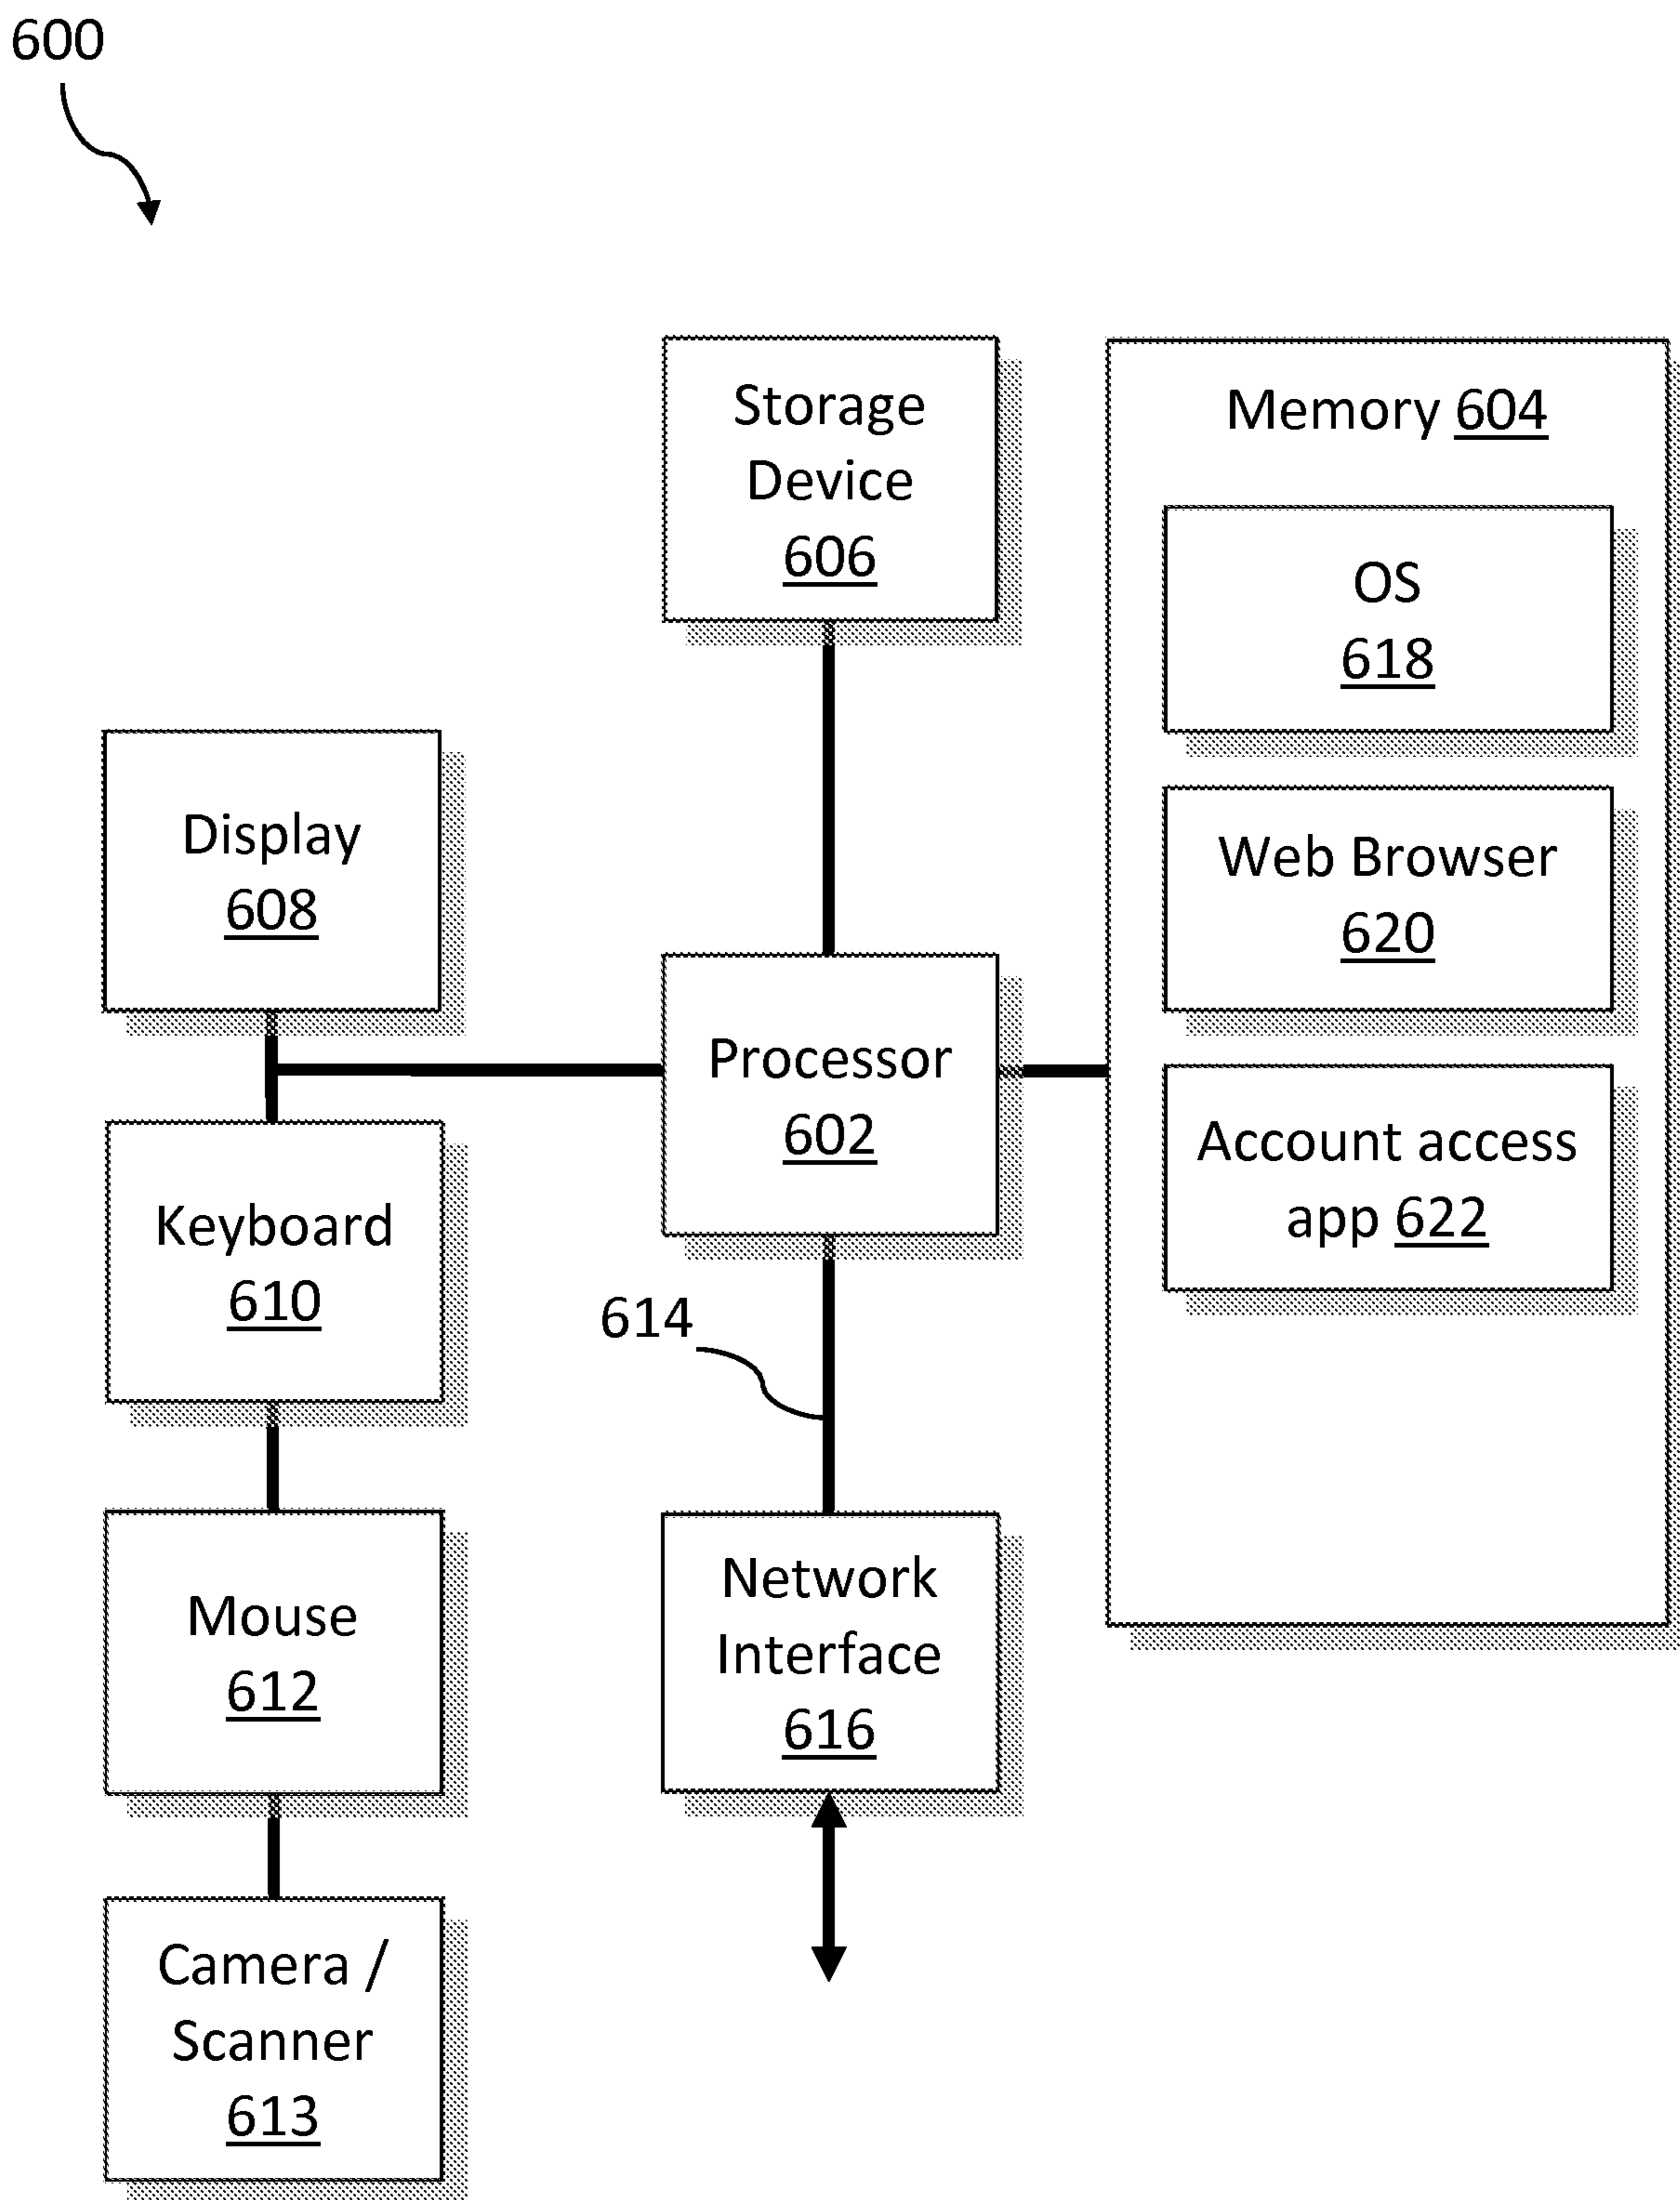 600
Storage
Device
606
Memory 604
OS
618
Web Browser
620
Account access
app 622
Display
608
Processor
602
Keyboard
610
614
Mouse
612
Network
Interface
616
Camera /
Scanner
613